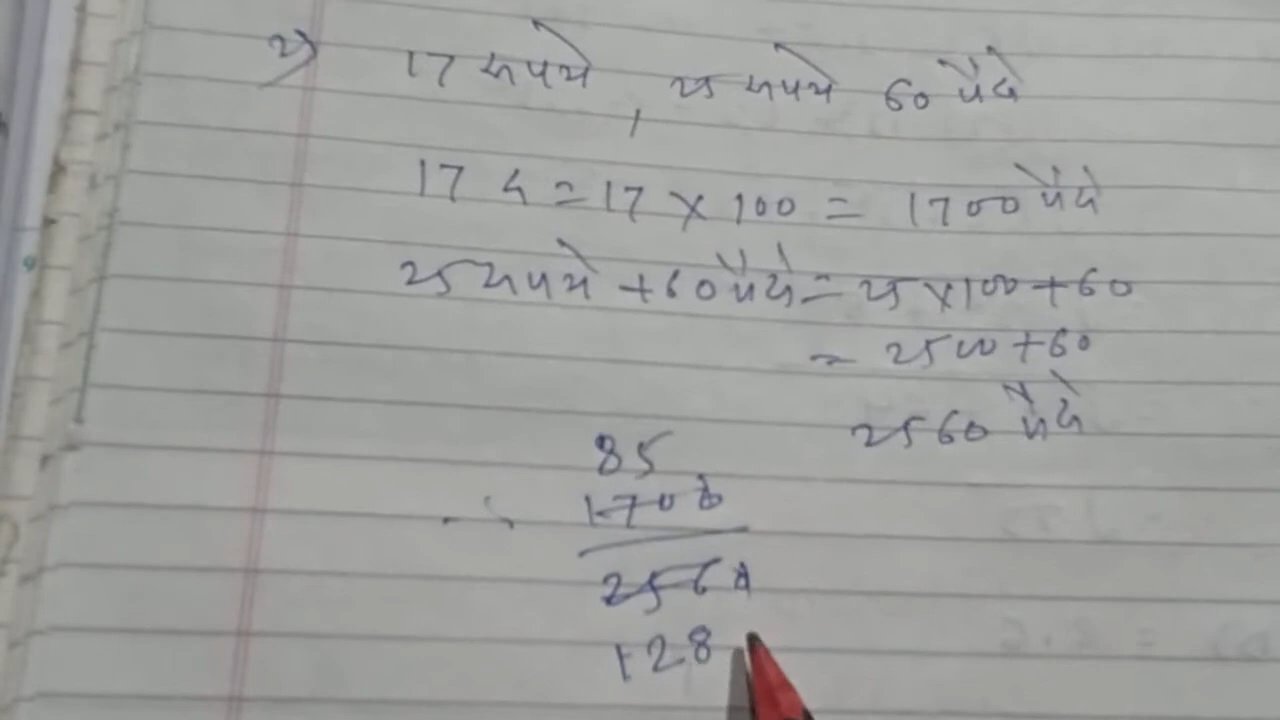 २) 17 रुपये, 25 रुपये 60 पैसे
17 रु = 17 × 100 = 1700 पैसे
25 रुपये + 60 पैसे = 25 × 100 + 60
= 2500 + 60
2560 पैसे
85
∴ 1700
2560
128